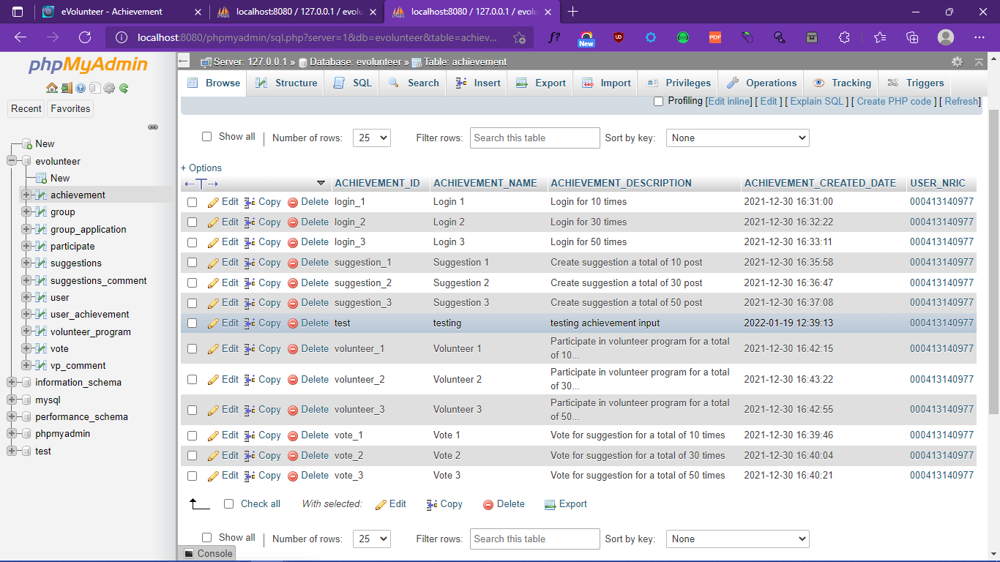 eVolunteer - Achievement
localhost:8080 / 127.0.0.1 / evolu
localhost:8080 / 127.0.0.1 / evolu
localhost:8080/phpmyadmin/sql.php?server=1&db=evolunteer&table=achiev...
f?
New
UD
PDF
phpMyAdmin
Recent Favorites
New
evolunteer
New
achievement
group
group_application
participate
suggestions
suggestions_comment
user
user_achievement
volunteer_program
vote
vp_comment
information_schema
mysql
performance_schema
phpmyadmin
test
Server: 127.0.0.1 » Database: evolunteer » Table: achievement
Browse Structure SQL Search Insert Export Import Privileges Operations Tracking Triggers
Profiling [Edit inline] [ Edit ] [ Explain SQL ] [ Create PHP code ] [ Refresh]
Show all | Number of rows: 25 Filter rows: Search this table Sort by key: None
+ Options
←T→ ACHIEVEMENT_ID ACHIEVEMENT_NAME ACHIEVEMENT_DESCRIPTION ACHIEVEMENT_CREATED_DATE USER_NRIC
Edit Copy Delete login_1 Login 1 Login for 10 times 2021-12-30 16:31:00 000413140977
Edit Copy Delete login_2 Login 2 Login for 30 times 2021-12-30 16:32:22 000413140977
Edit Copy Delete login_3 Login 3 Login for 50 times 2021-12-30 16:33:11 000413140977
Edit Copy Delete suggestion_1 Suggestion 1 Create suggestion a total of 10 post 2021-12-30 16:35:58 000413140977
Edit Copy Delete suggestion_2 Suggestion 2 Create suggestion a total of 30 post 2021-12-30 16:36:47 000413140977
Edit Copy Delete suggestion_3 Suggestion 3 Create suggestion a total of 50 post 2021-12-30 16:37:08 000413140977
Edit Copy Delete test testing testing achievement input 2022-01-19 12:39:13 000413140977
Edit Copy Delete volunteer_1 Volunteer 1 Participate in volunteer program for a total
of 10... 2021-12-30 16:42:15 000413140977
Edit Copy Delete volunteer_2 Volunteer 2 Participate in volunteer program for a total
of 30... 2021-12-30 16:43:22 000413140977
Edit Copy Delete volunteer_3 Volunteer 3 Participate in volunteer program for a total
of 50... 2021-12-30 16:42:55 000413140977
Edit Copy Delete vote_1 Vote 1 Vote for suggestion for a total of 10 times 2021-12-30 16:39:46 000413140977
Edit Copy Delete vote_2 Vote 2 Vote for suggestion for a total of 30 times 2021-12-30 16:40:04 000413140977
Edit Copy Delete vote_3 Vote 3 Vote for suggestion for a total of 50 times 2021-12-30 16:40:21 000413140977
Check all With selected: Edit Copy Delete Export
Show all | Number of rows: 25 Filter rows: Search this table Sort by key: None
Console